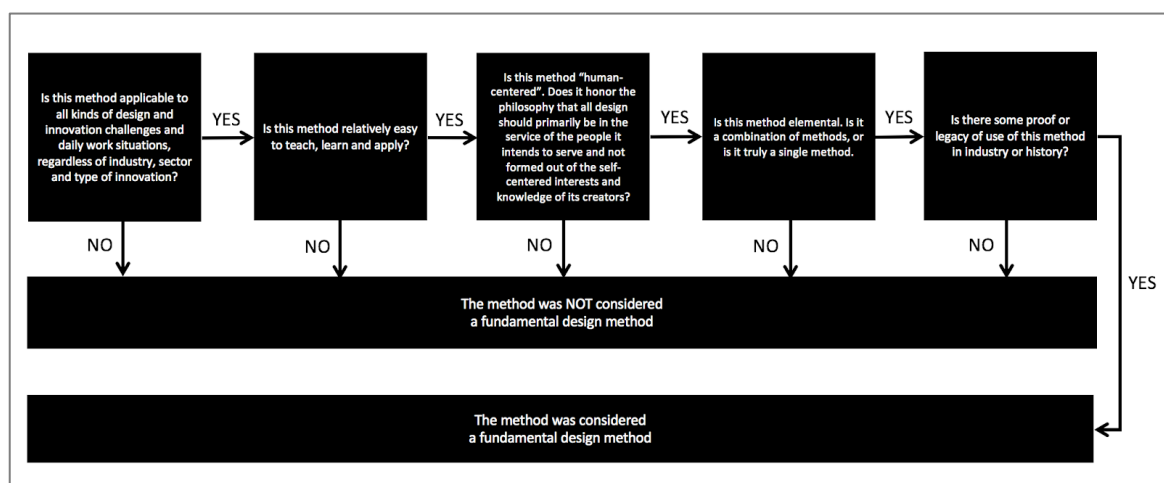 Is this method applicable to
all kinds of design and
innovation challenges and
daily work situations,
regardless of industry, sector
and type of innovation?
YES
Is this method relatively easy
to teach, learn and apply?
YES
Is this method “human-
centered”. Does it honor the
philosophy that all design
should primarily be in the
service of the people it
intends to serve and not
formed out of the self-
centered interests and
knowledge of its creators?
YES
Is this method elemental. Is it
a combination of methods, or
is it truly a single method.
YES
Is there some proof or
legacy of use of this method
in industry or history?
NO
NO
NO
NO
NO
YES
The method was NOT considered
a fundamental design method
The method was considered
a fundamental design method